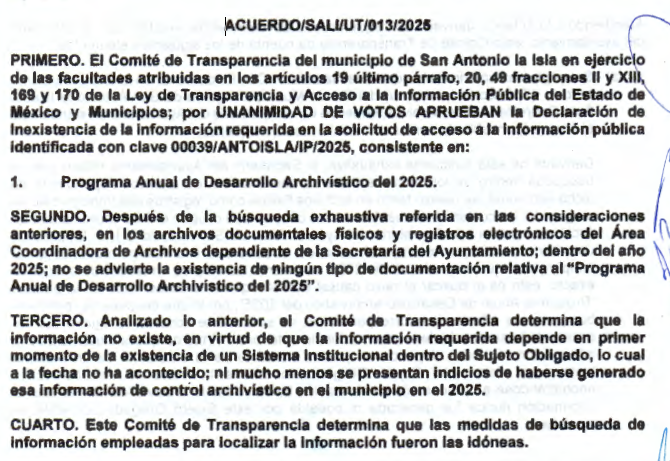 ACUERDO/SALI/UT/013/2025
PRIMERO. El Comité de Transparencia del municipio de San Antonio la Isla en ejercicio
de las facultades atribuidas en los artículos 19 último párrafo, 20, 49 fracciones II y XIII,
169 y 170 de la Ley de Transparencia y Acceso a la Información Pública del Estado de
México y Municipios; por UNANIMIDAD DE VOTOS APRUEBAN la Declaración de
Inexistencia de la información requerida en la solicitud de acceso a la información pública
identificada con clave 00039/ANTOISLA/IP/2025, consistente en:
1. Programa Anual de Desarrollo Archivístico del 2025.
SEGUNDO. Después de la búsqueda exhaustiva referida en las consideraciones
anteriores, en los archivos documentales físicos y registros electrónicos del Área
Coordinadora de Archivos dependiente de la Secretaría del Ayuntamiento; dentro del año
2025; no se advierte la existencia de ningún tipo de documentación relativa al “Programa
Anual de Desarrollo Archivístico del 2025”.
TERCERO. Analizado lo anterior, el Comité de Transparencia determina que la
información no existe, en virtud de que la información requerida depende en primer
momento de la existencia de un Sistema Institucional dentro del Sujeto Obligado, lo cual
a la fecha no ha acontecido; ni mucho menos se presentan indicios de haberse generado
esa información de control archivístico en el municipio en el 2025.
CUARTO. Este Comité de Transparencia determina que las medidas de búsqueda de
información empleadas para localizar la información fueron las idóneas.